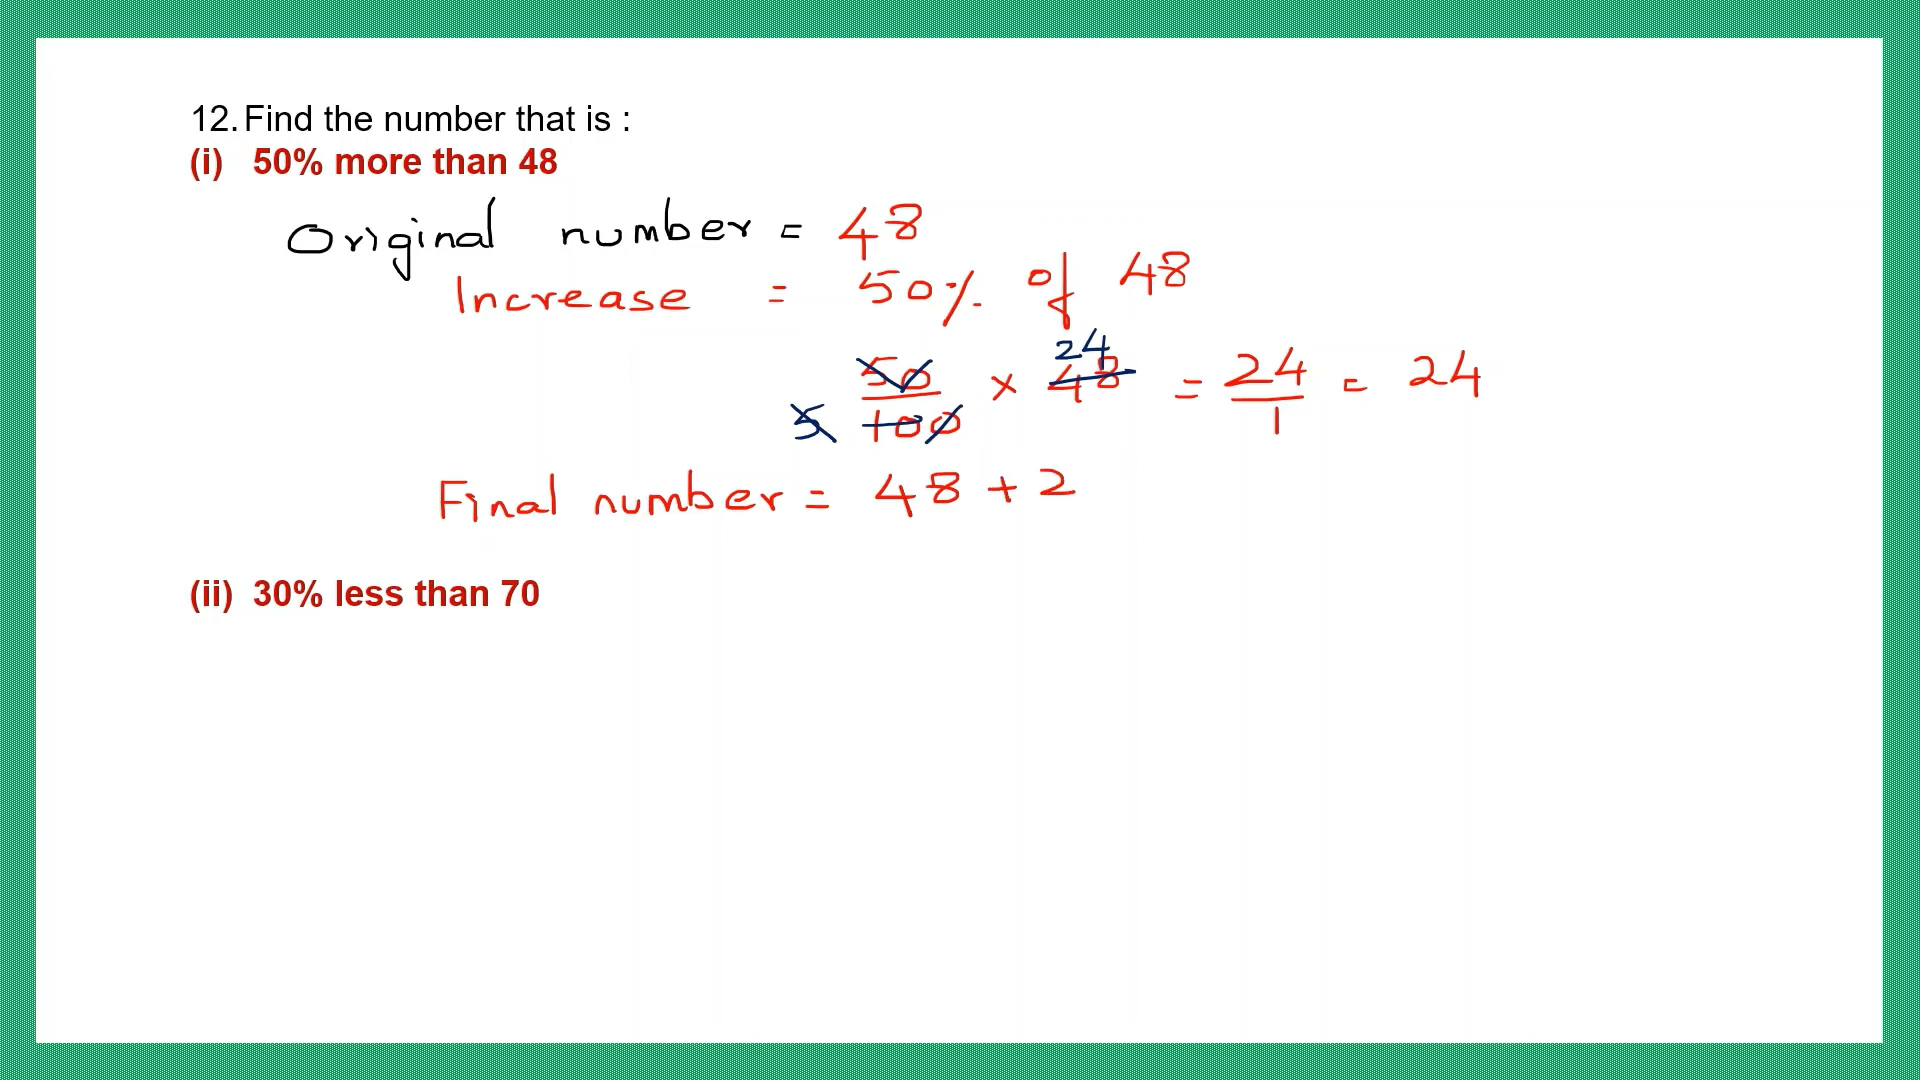 12. Find the number that is :
(i) 50% more than 48
Original number = 48
Increase = 50% of 48
24
50/100 × 48 = 24/1 = 24
5
Final number = 48 + 2
(ii) 30% less than 70